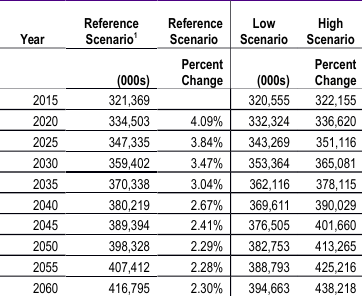 Year Reference Scenario¹ Reference Scenario Low Scenario High Scenario
(000s) Percent Change (000s) Percent Change
2015 321,369 320,555 322,155
2020 334,503 4.09% 332,324 336,620
2025 347,335 3.84% 343,269 351,116
2030 359,402 3.47% 353,364 365,081
2035 370,338 3.04% 362,116 378,115
2040 380,219 2.67% 369,611 390,029
2045 389,394 2.41% 376,505 401,660
2050 398,328 2.29% 382,753 413,265
2055 407,412 2.28% 388,793 425,216
2060 416,795 2.30% 394,663 438,218